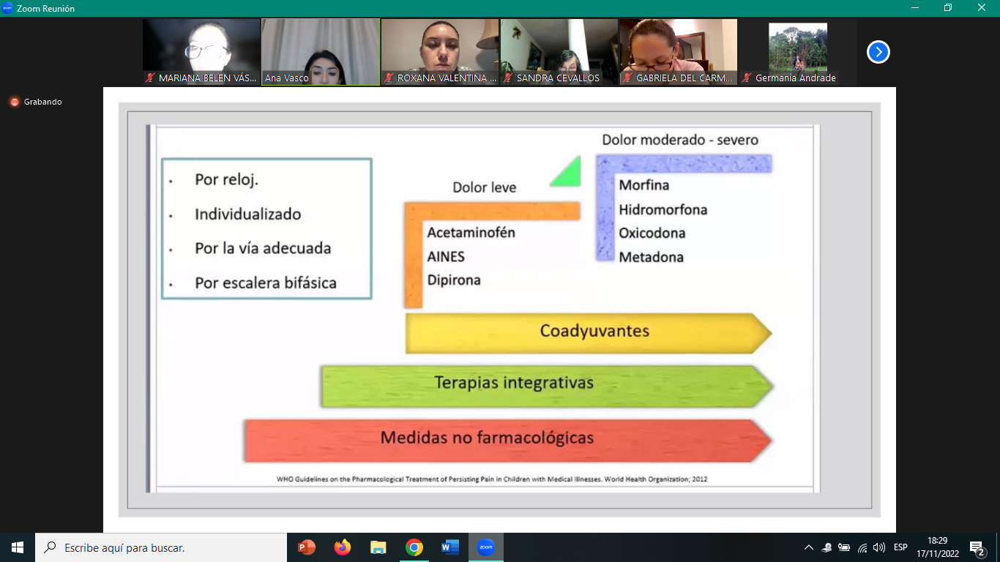 zoom
Zoom Reunión
MARIANA BELEN VÁS...
Ana Vasco
ROXANA VALENTINA ...
SANDRA CEVALLOS
GABRIELA DEL CARM...
Germania Andrade
Grabando
• Por reloj.
• Individualizado
• Por la vía adecuada
• Por escalera bifásica
Dolor leve
Acetaminofén
AINES
Dipirona
Dolor moderado - severo
Morfina
Hidromorfona
Oxicodona
Metadona
Coadyuvantes
Terapias integrativas
Medidas no farmacológicas
WHO Guidelines on the Pharmacological Treatment of Persisting Pain in Children with Medical Illnesses. World Health Organization; 2012
Escribe aquí para buscar.
P
W
zoom
ESP
18:29
17/11/2022
2